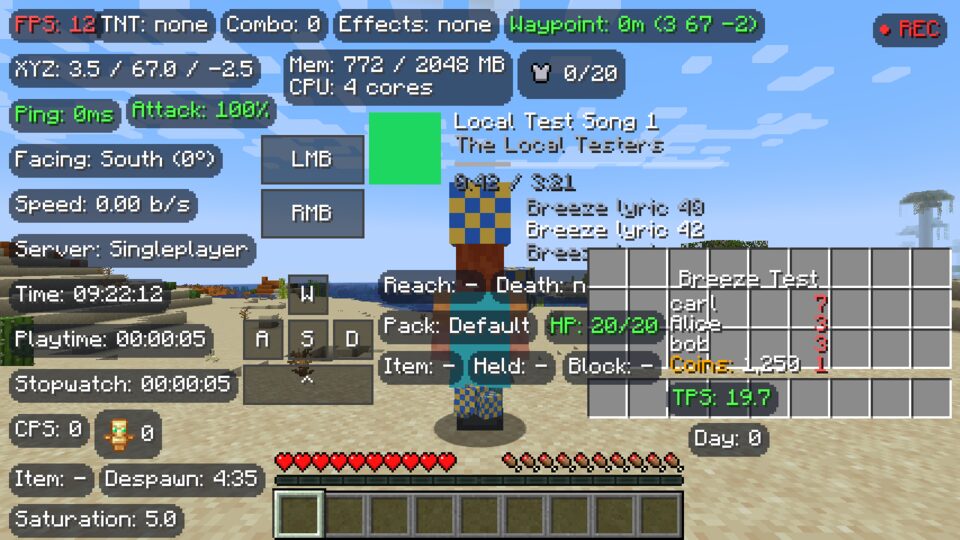 FPS: 12 TNT: none Combo: 0 Effects: none Waypoint: 0m (3 67 -2)
REC
XYZ: 3.5 / 67.0 / -2.5
Mem: 772 / 2048 MB
CPU: 4 cores
0/20
Ping: 0ms
Attack: 100%
Local Test Song 1
The Local Testers
0:42 / 3:21
Facing: South (0°)
LMB
RMB
Speed: 0.00 b/s
Breeze lyric 40
Breeze lyric 42
Breeze lyric
Server: Singleplayer
Time: 09:22:12
W
A
S
D
^
Reach: - Death: n
Breeze Test
carl 7
Alice 3
bob 3
Coins: 1,250 1
Playtime: 00:00:05
Pack: Default HP: 20/20
Item: - Held: - Block: -
Stopwatch: 00:00:05
TPS: 19.7
CPS: 0
0
Day: 0
Item: - Despawn: 4:35
Saturation: 5.0